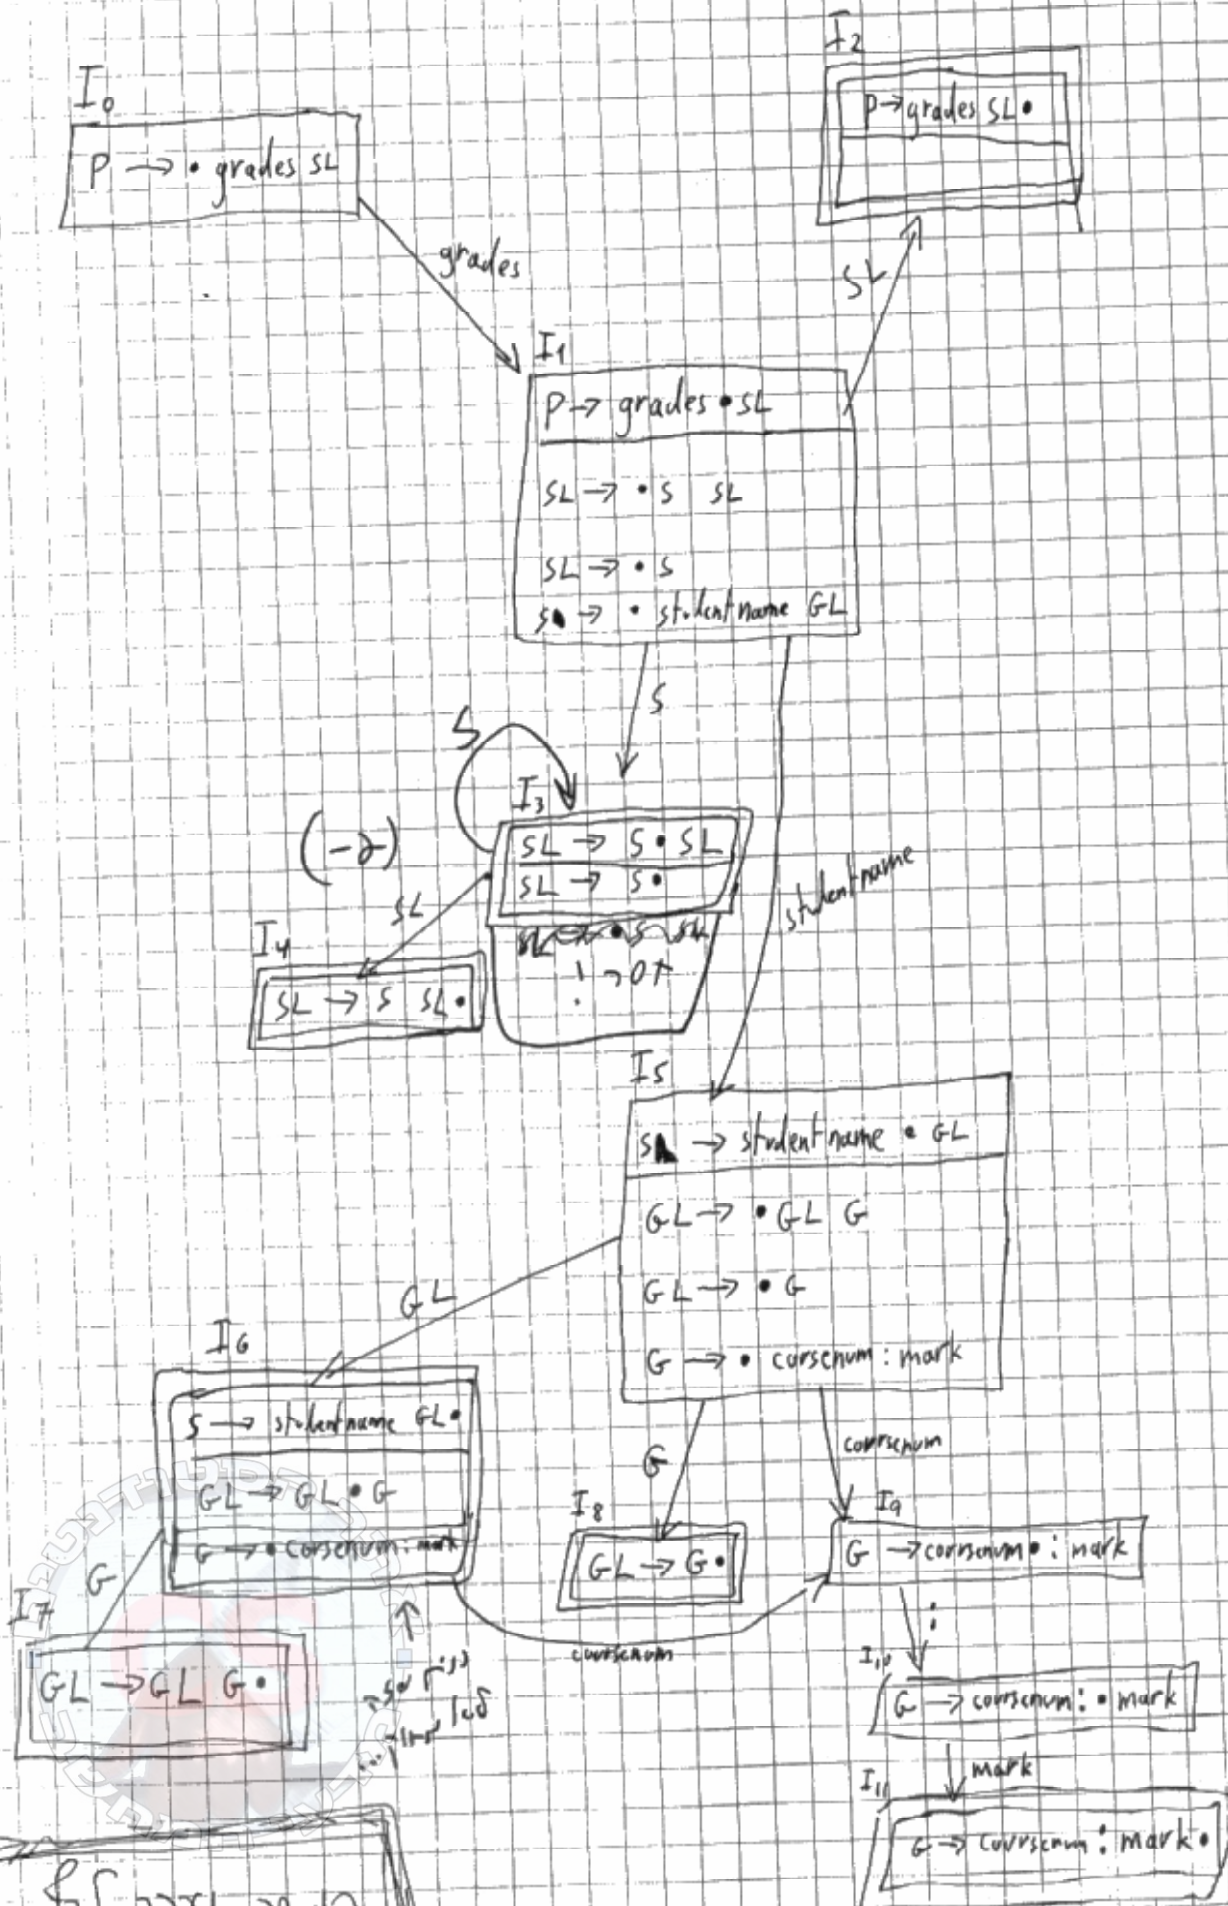 I0
P → • grades SL
grades
I2
P → grades SL •
SL
I1
P → grades • SL
SL → • S SL
SL → • S
S → • studentname GL
S
studentname
S
I3
SL → S • SL
SL → S •
חסר !
(-2)
SL
I4
SL → S SL •
I5
S → studentname • GL
GL → • GL G
GL → • G
G → • corsenum : mark
GL
G
coursenum
I6
S → studentname GL •
GL → GL • G
G → • corsenum : mark
G
coursenum
I7
GL → GL G •
I8
GL → G •
I9
G → coursenum • : mark
:
I10
G → coursenum : • mark
mark
I11
G → coursenum : mark •